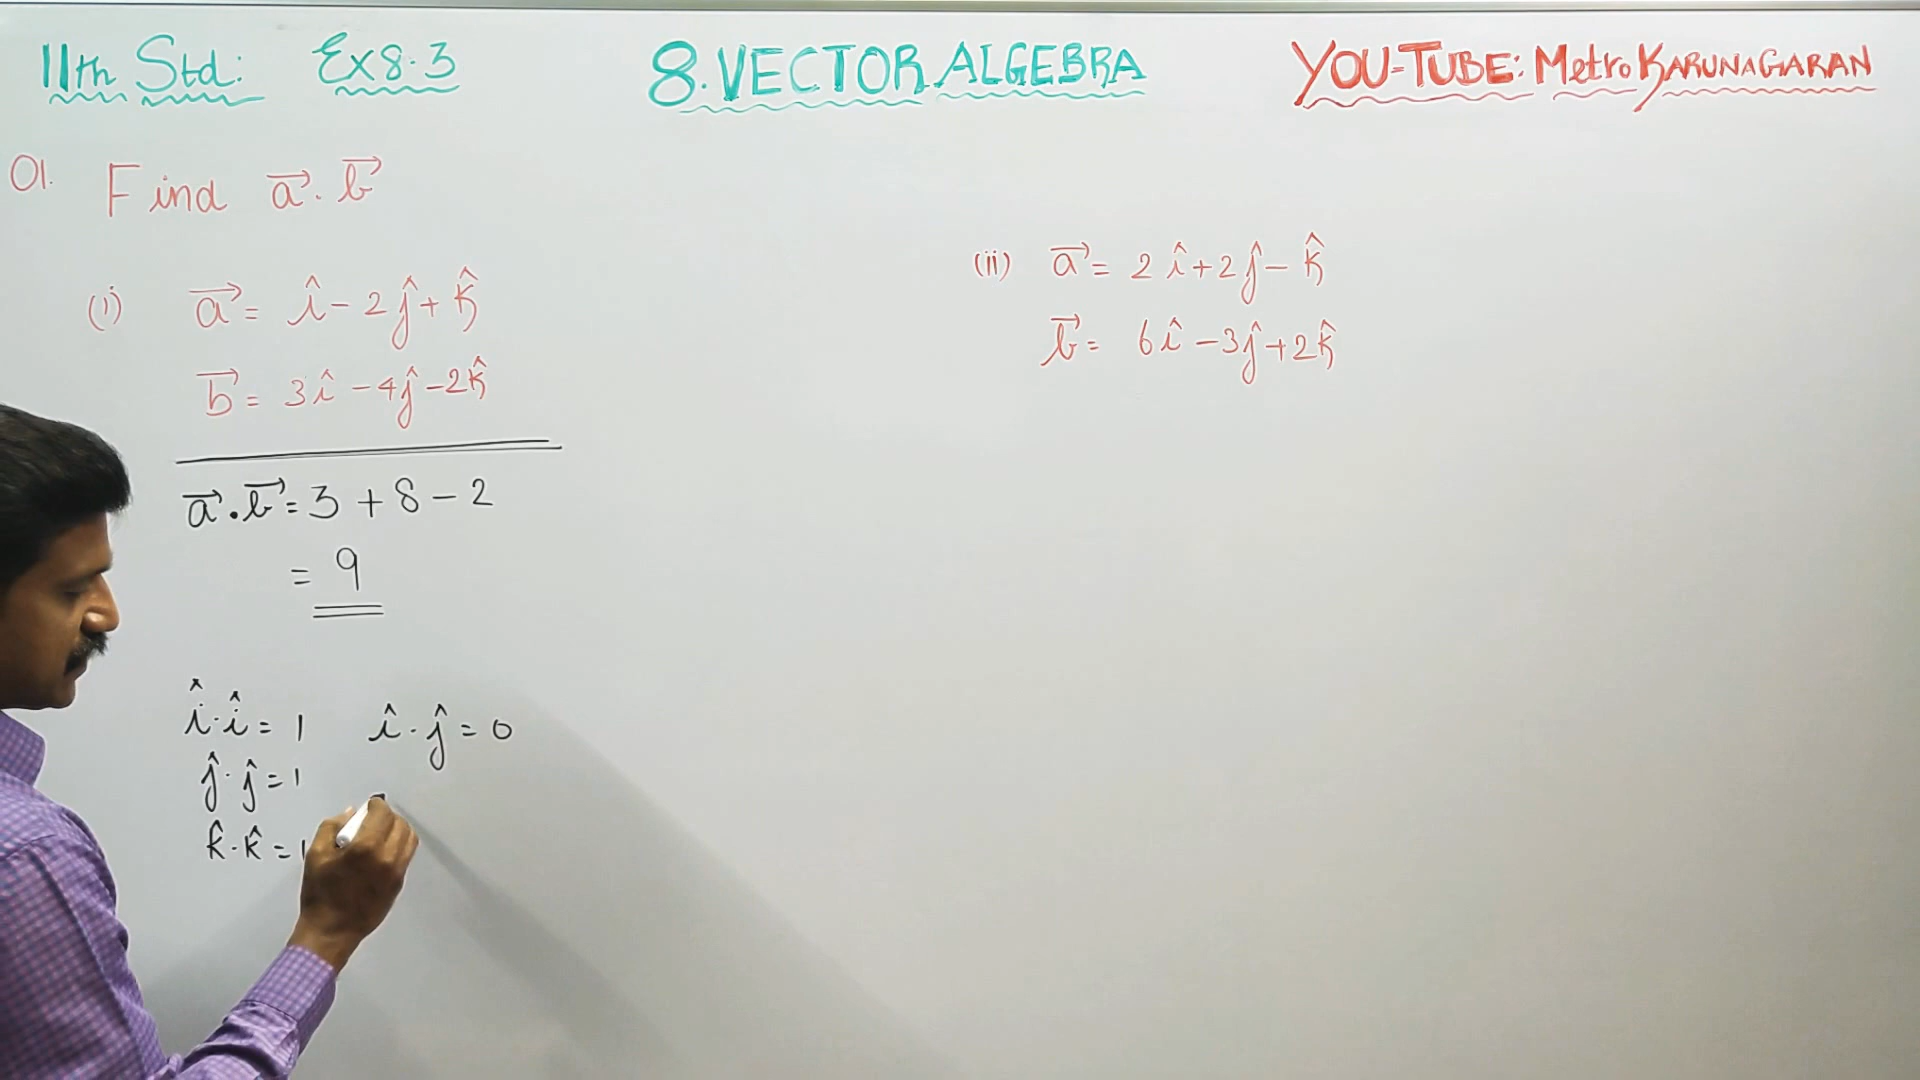 11th Std: Ex 8.3
8. VECTOR ALGEBRA
YOU-TUBE: Metro KARUNAGARAN
01. Find a⃗ . b⃗
(i) a⃗ = î - 2ĵ + k̂
b⃗ = 3î - 4ĵ - 2k̂
a⃗ . b⃗ = 3 + 8 - 2
= 9
î . î = 1
ĵ . ĵ = 1
k̂ . k̂ = 1
î . ĵ = 0
(ii) a⃗ = 2î + 2ĵ - k̂
b⃗ = 6î - 3ĵ + 2k̂